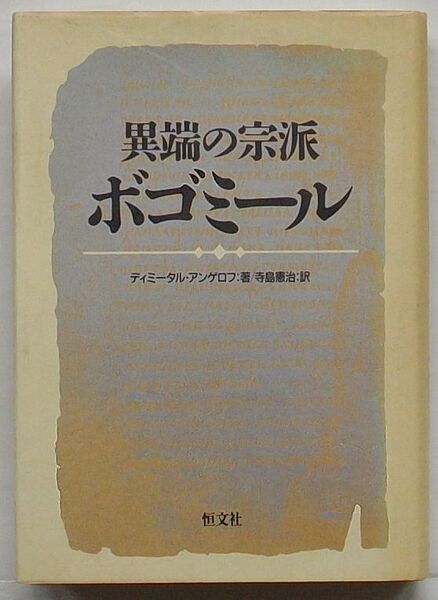 異端の宗派
ボゴミール
ディミータル・アンゲロフ:著/寺島憲治:訳
恒文社